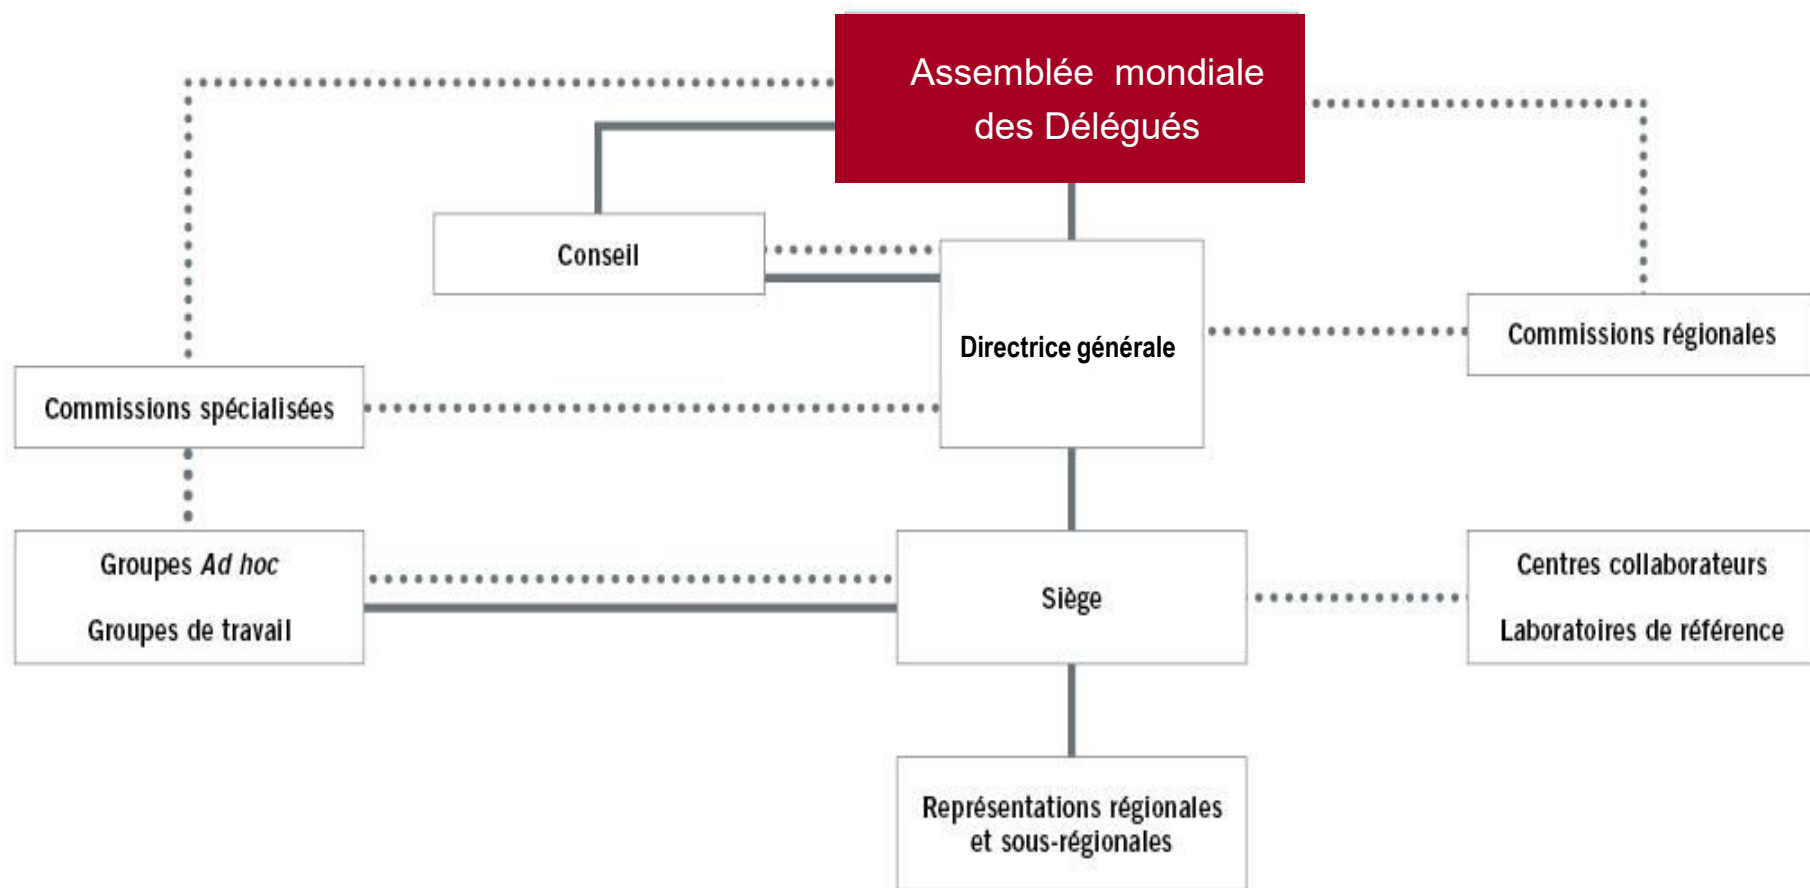 Assemblée mondiale
des Délégués
Conseil
Directrice générale
Commissions régionales
Commissions spécialisées
Groupes Ad hoc
Groupes de travail
Siège
Centres collaborateurs
Laboratoires de référence
Représentations régionales
et sous-régionales